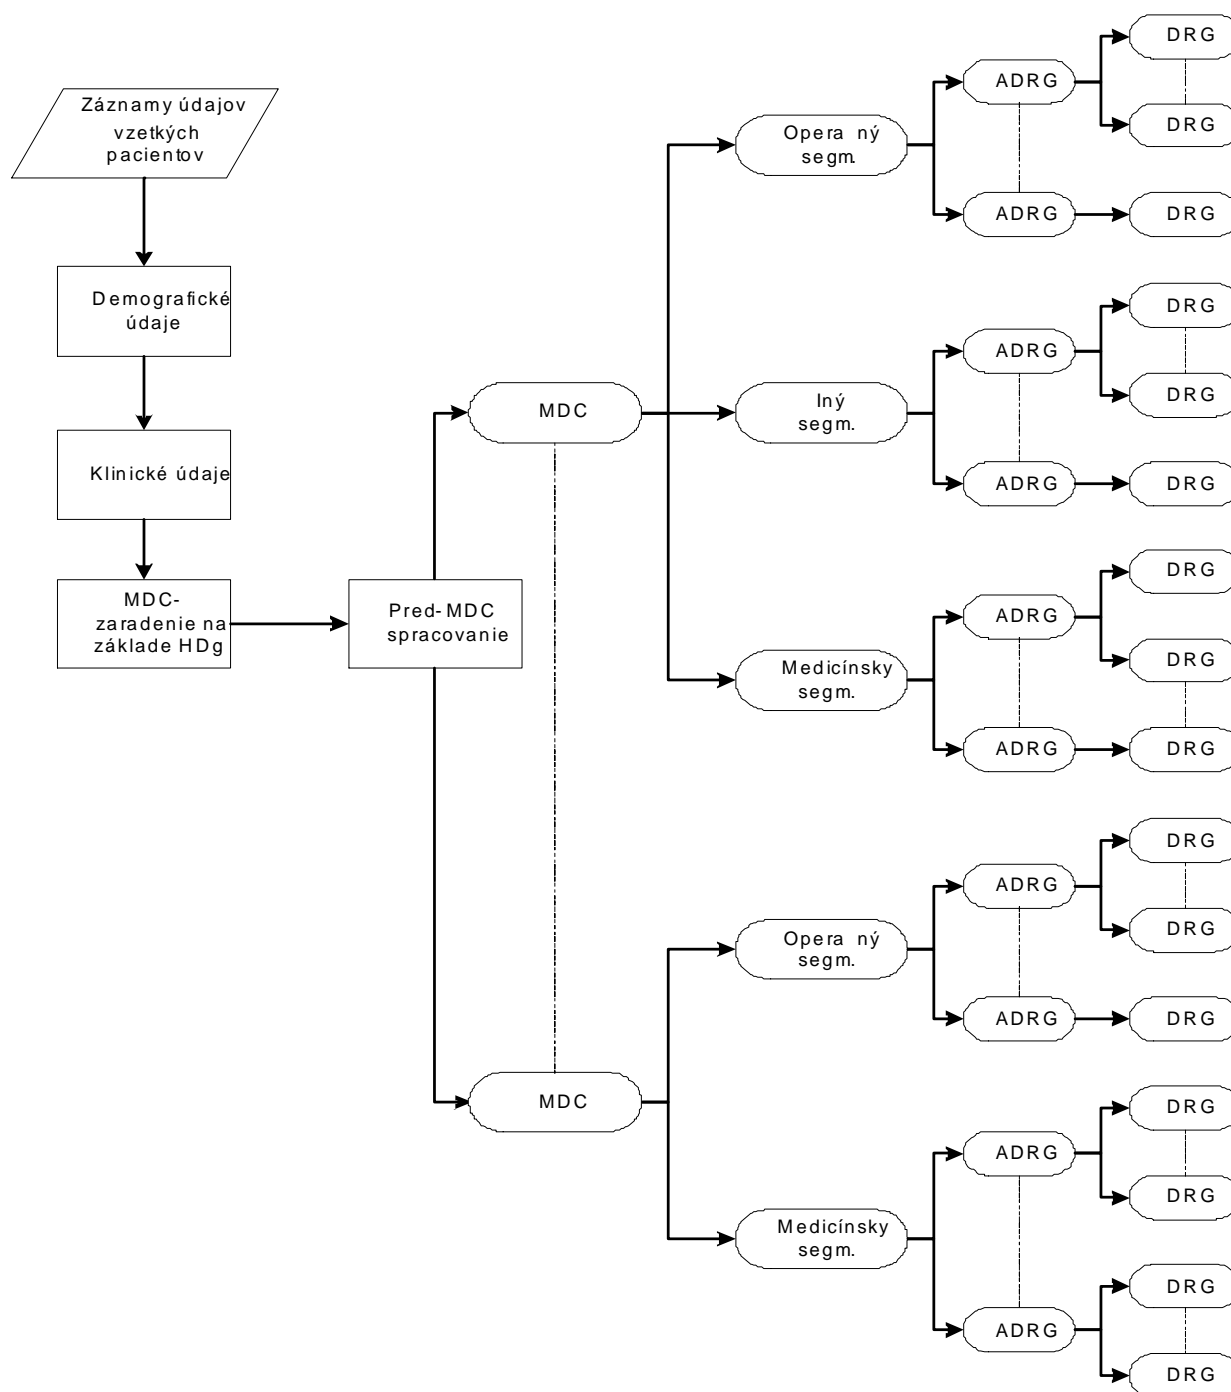 Záznamy údajov
vzetkých
pacientov
Demografické
údaje
Klinické údaje
MDC-
zaradenie na
základe HDg
Pred-MDC
spracovanie
MDC
Opera ný
segm.
ADRG
DRG
DRG
ADRG
DRG
Iný
segm.
ADRG
DRG
DRG
ADRG
DRG
Medicínsky
segm.
ADRG
DRG
DRG
ADRG
DRG
MDC
Opera ný
segm.
ADRG
DRG
DRG
ADRG
DRG
Medicínsky
segm.
ADRG
DRG
DRG
ADRG
DRG
DRG